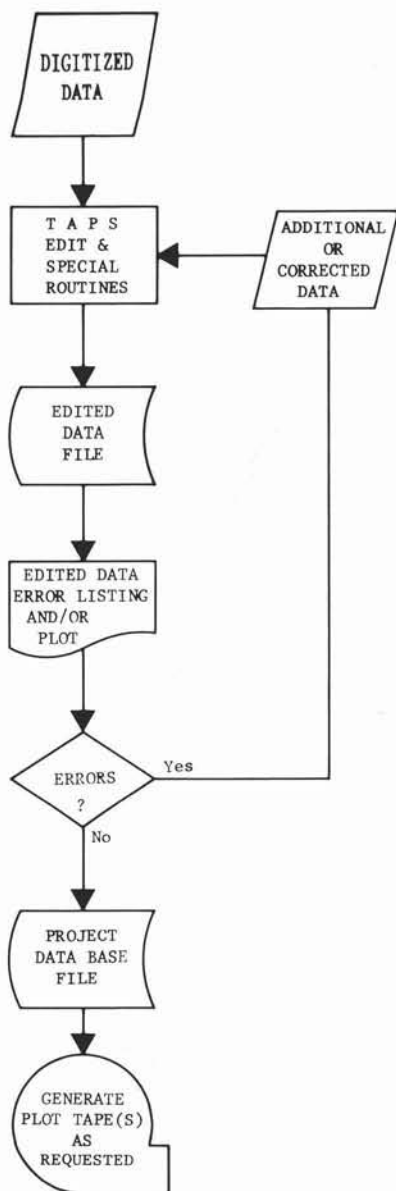 DIGITIZED
DATA
T A P S
EDIT &
SPECIAL
ROUTINES
ADDITIONAL
OR
CORRECTED
DATA
EDITED
DATA
FILE
EDITED DATA
ERROR LISTING
AND/OR
PLOT
ERRORS
?
Yes
No
PROJECT
DATA BASE
FILE
GENERATE
PLOT TAPE(S)
AS
REQUESTED